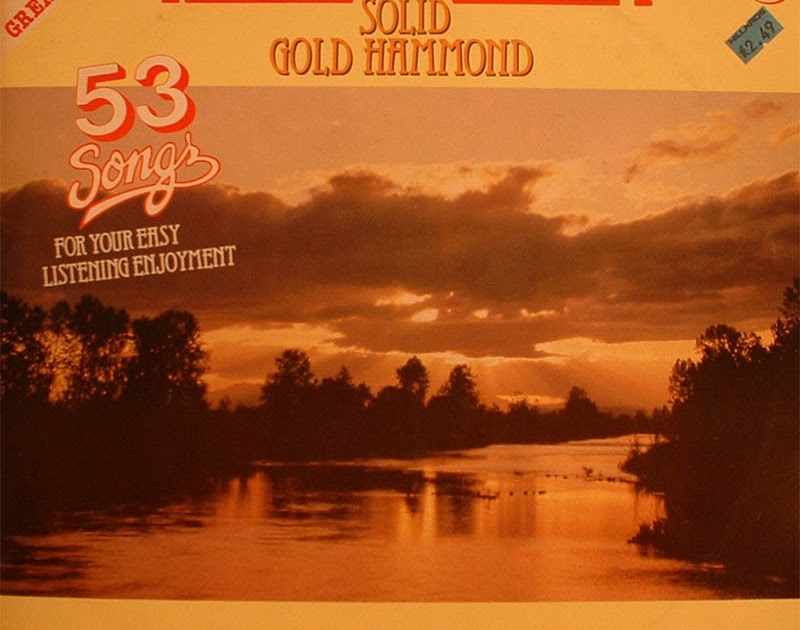 SOLID
GOLD HAMMOND
$2.49
53
Songs
FOR YOUR EASY
LISTENING ENJOYMENT